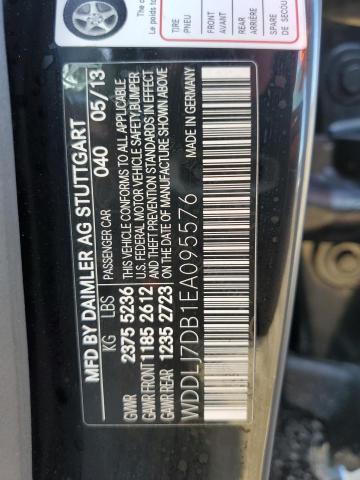 MFD BY DAIMLER AG STUTTGART
PASSENGER CAR 040 05/13
KG LBS
GVWR 2375 5236
GAWR FRONT 1185 2612
GAWR REAR 1235 2723
THIS VEHICLE CONFORMS TO ALL APPLICABLE
U.S. FEDERAL MOTOR VEHICLE SAFETY, BUMPER,
AND THEFT PREVENTION STANDARDS IN EFFECT
ON THE DATE OF MANUFACTURE SHOWN ABOVE
WDDLJ7DB1EA095576
Le poids to
TIRE
/PNEU
FRONT
AVANT
REAR
ARRIÈRE
SPARE
DE SECOU